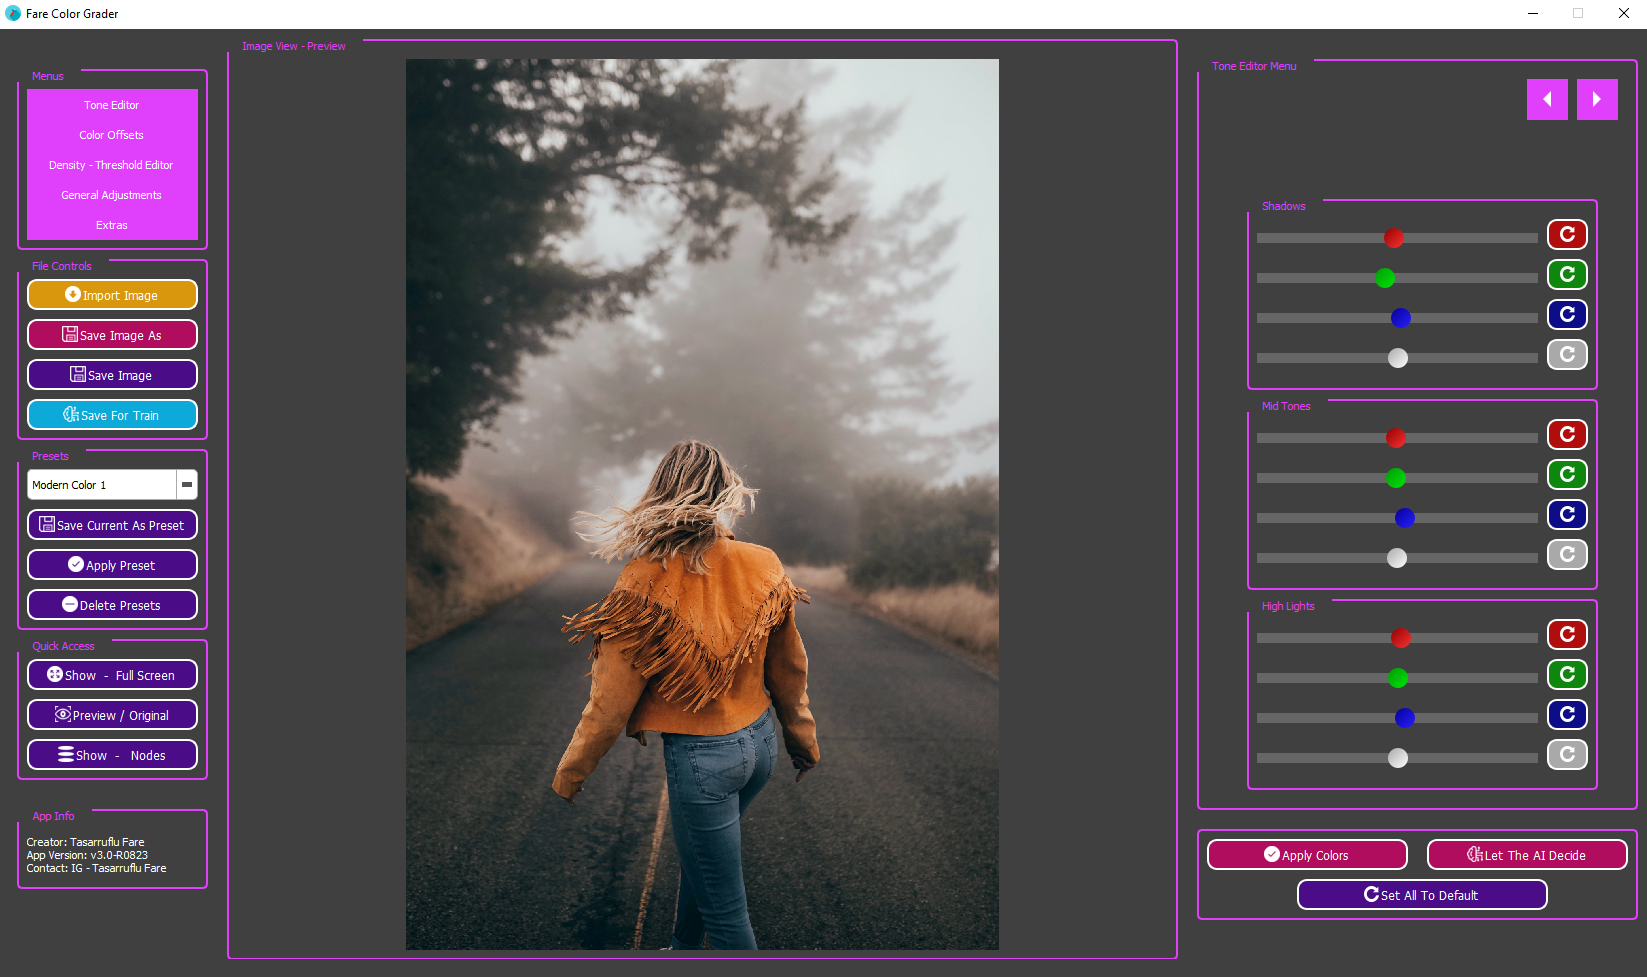 Fare Color Grader
Menus
Tone Editor
Color Offsets
Density - Threshold Editor
General Adjustments
Extras
File Controls
Import Image
Save Image As
Save Image
Save For Train
Presets
Modern Color 1
Save Current As Preset
Apply Preset
Delete Presets
Quick Access
Show - Full Screen
Preview / Original
Show - Nodes
App Info
Creator: Tasarruflu Fare
App Version: v3.0-R0823
Contact: IG - Tasarruflu Fare
Image View - Preview
Tone Editor Menu
Shadows
Mid Tones
High Lights
Apply Colors
Let The AI Decide
Set All To Default